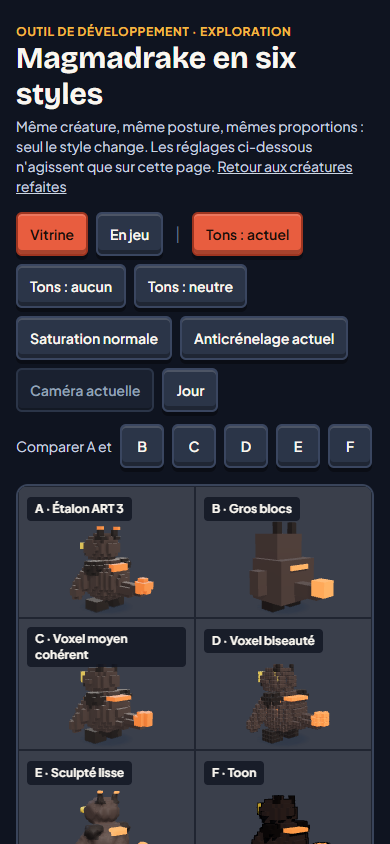 OUTIL DE DÉVELOPPEMENT · EXPLORATION
Magmadrake en six
styles
Même créature, même posture, mêmes proportions :
seul le style change. Les réglages ci-dessous
n'agissent que sur cette page. Retour aux créatures
refaites
Vitrine En jeu | Tons : actuel
Tons : aucun Tons : neutre
Saturation normale Anticrénelage actuel
Caméra actuelle Jour
Comparer A et B C D E F
A · Étalon ART 3 B · Gros blocs
C · Voxel moyen
cohérent
D · Voxel biseauté
E · Sculpté lisse F · Toon